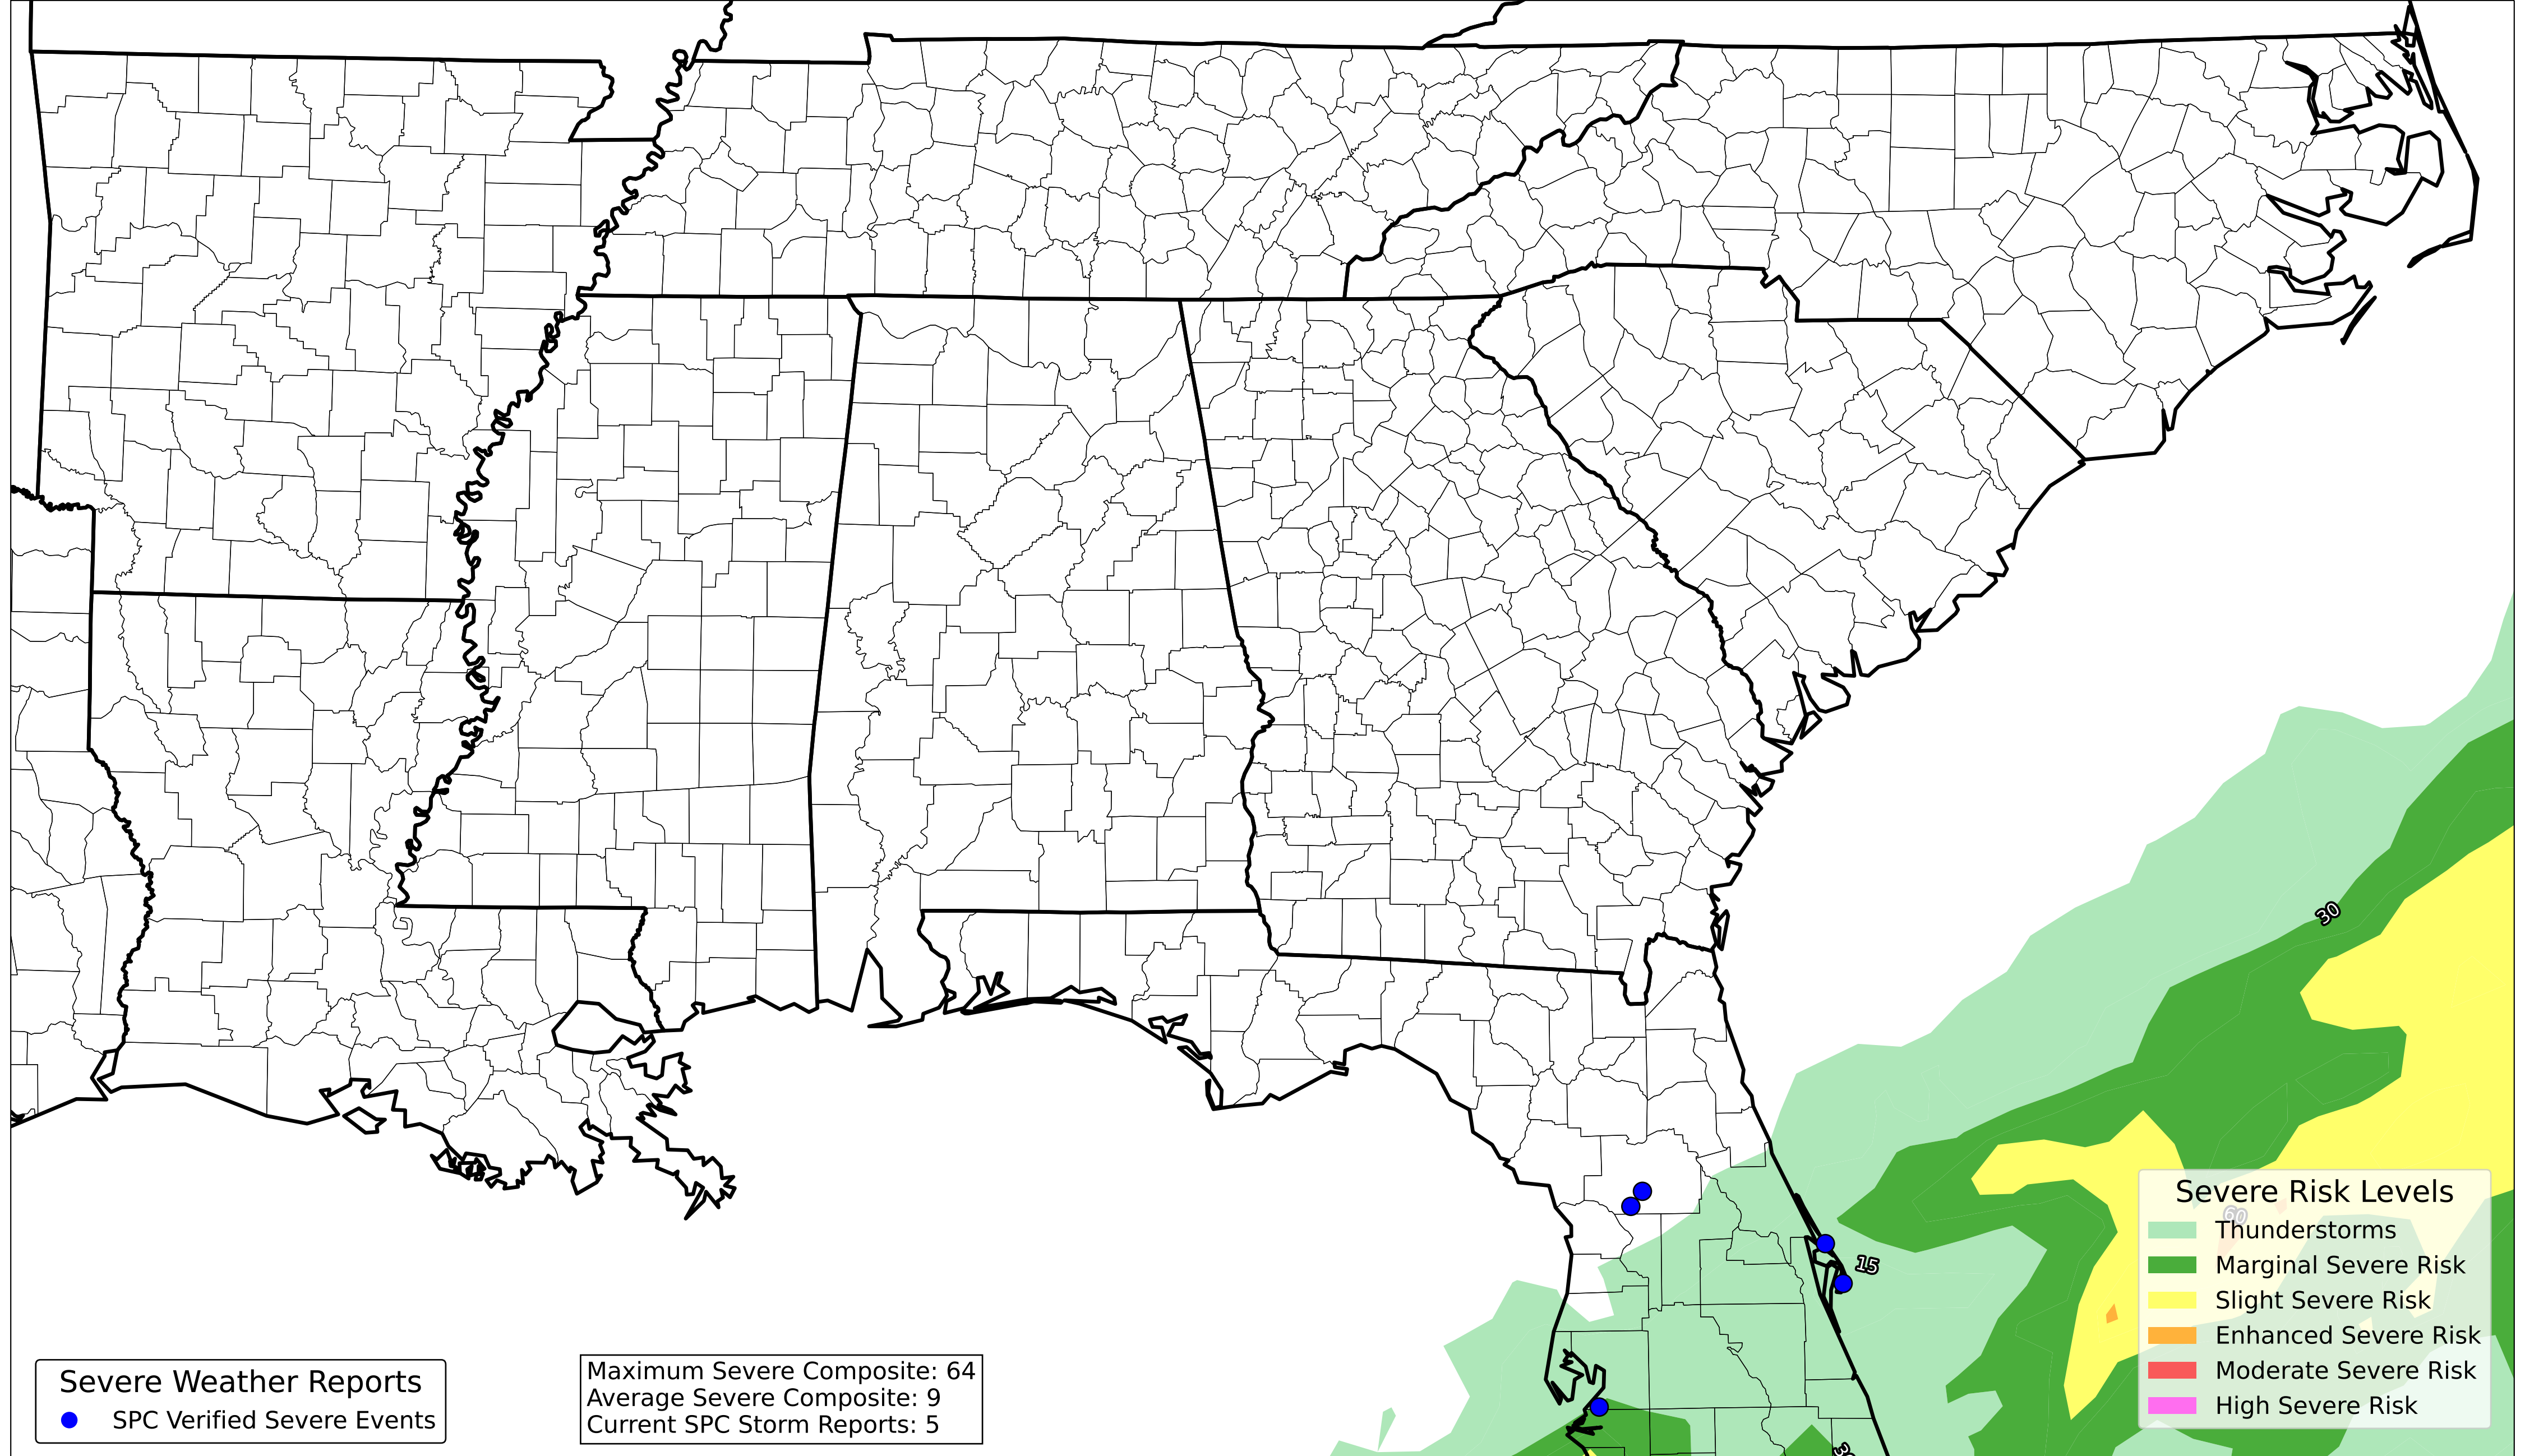 30
15
60
Severe Risk Levels
Thunderstorms
Marginal Severe Risk
Slight Severe Risk
Enhanced Severe Risk
Moderate Severe Risk
High Severe Risk
Severe Weather Reports
SPC Verified Severe Events
Maximum Severe Composite: 64
Average Severe Composite: 9
Current SPC Storm Reports: 5